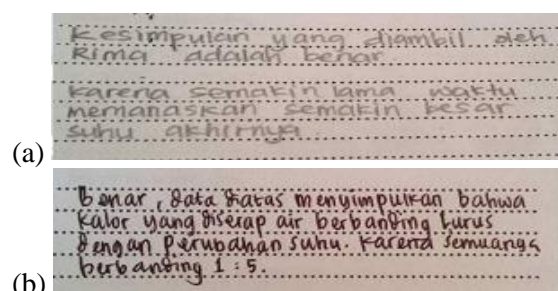 Kesimpulan yang diambil oleh
Rima adalah benar
karena semakin lama waktu
memanaskan semakin besar
suhu akhirnya
(a)
Benar, data diatas menyimpulkan bahwa
kalor yang diserap air berbanding lurus
dengan perubahan suhu. Karena semuanya
berbanding 1 : 5.
(b)